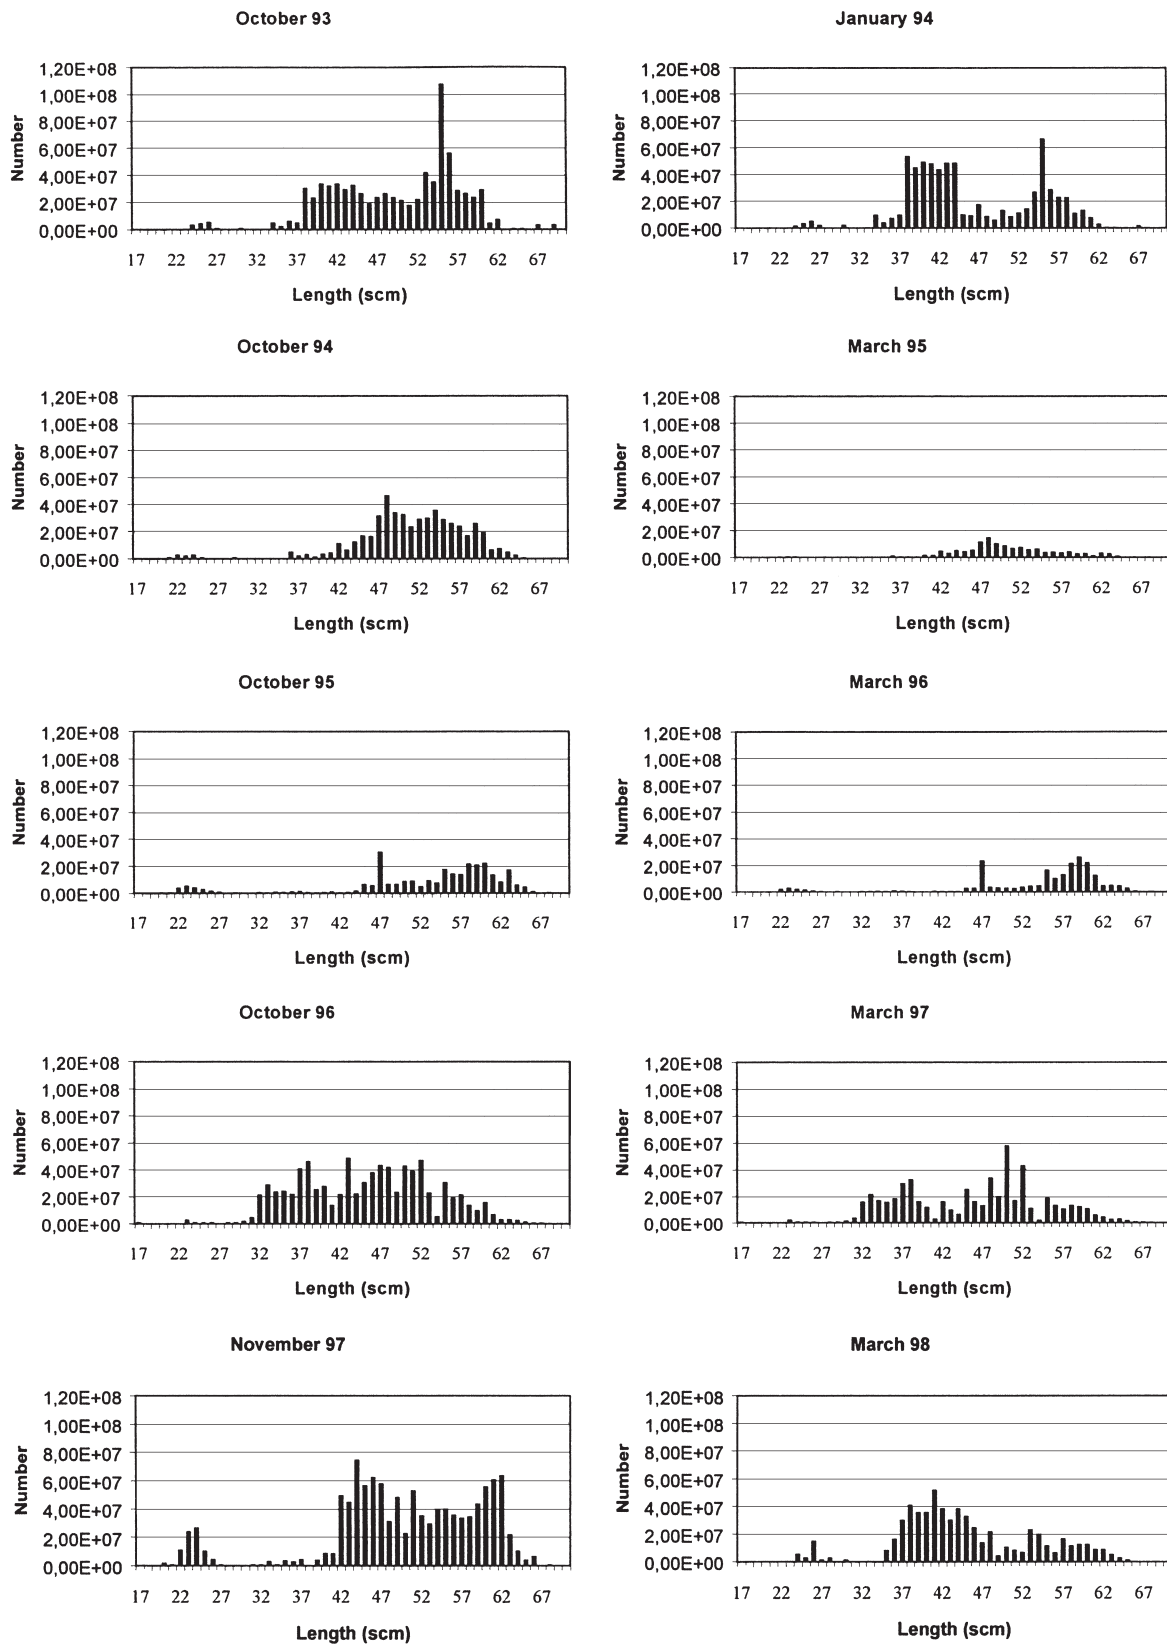 October 93
1,20E+08
1,00E+08
8,00E+07
6,00E+07
4,00E+07
2,00E+07
0,00E+00
Number
17 22 27 32 37 42 47 52 57 62 67
Length (scm)
January 94
1,20E+08
1,00E+08
8,00E+07
6,00E+07
4,00E+07
2,00E+07
0,00E+00
Number
17 22 27 32 37 42 47 52 57 62 67
Length (scm)
October 94
1,20E+08
1,00E+08
8,00E+07
6,00E+07
4,00E+07
2,00E+07
0,00E+00
Number
17 22 27 32 37 42 47 52 57 62 67
Length (scm)
March 95
1,20E+08
1,00E+08
8,00E+07
6,00E+07
4,00E+07
2,00E+07
0,00E+00
Number
17 22 27 32 37 42 47 52 57 62 67
Length (scm)
October 95
1,20E+08
1,00E+08
8,00E+07
6,00E+07
4,00E+07
2,00E+07
0,00E+00
Number
17 22 27 32 37 42 47 52 57 62 67
Length (scm)
March 96
1,20E+08
1,00E+08
8,00E+07
6,00E+07
4,00E+07
2,00E+07
0,00E+00
Number
17 22 27 32 37 42 47 52 57 62 67
Length (scm)
October 96
1,20E+08
1,00E+08
8,00E+07
6,00E+07
4,00E+07
2,00E+07
0,00E+00
Number
17 22 27 32 37 42 47 52 57 62 67
Length (scm)
March 97
1,20E+08
1,00E+08
8,00E+07
6,00E+07
4,00E+07
2,00E+07
0,00E+00
Number
17 22 27 32 37 42 47 52 57 62 67
Length (scm)
November 97
1,20E+08
1,00E+08
8,00E+07
6,00E+07
4,00E+07
2,00E+07
0,00E+00
Number
17 22 27 32 37 42 47 52 57 62 67
Length (scm)
March 98
1,20E+08
1,00E+08
8,00E+07
6,00E+07
4,00E+07
2,00E+07
0,00E+00
Number
17 22 27 32 37 42 47 52 57 62 67
Length (scm)